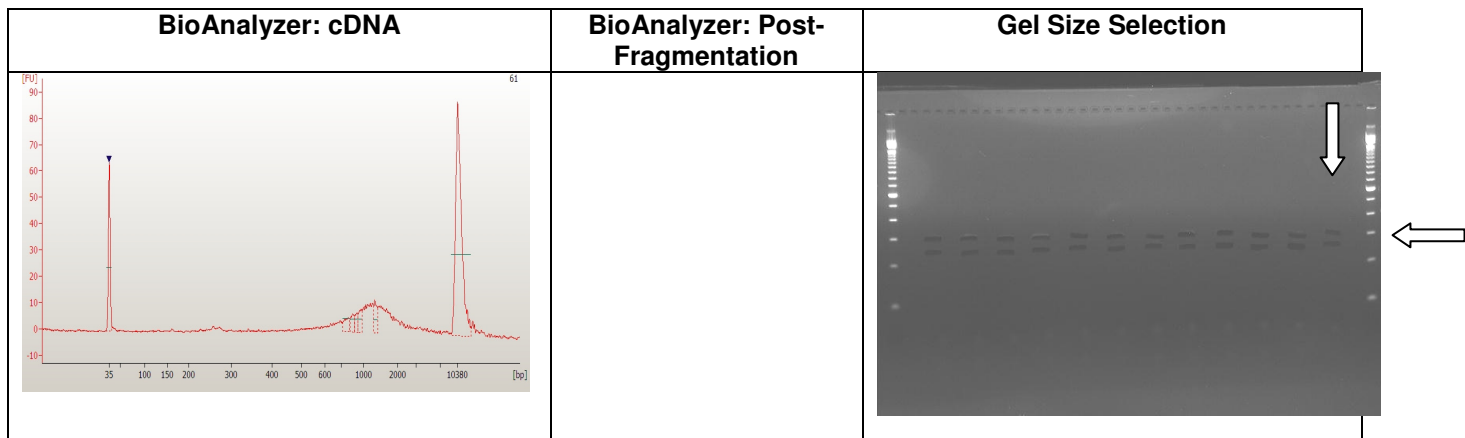 BioAnalyzer: cDNA
BioAnalyzer: Post-
Fragmentation
Gel Size Selection
[FU]
61
90
80
70
60
50
40
30
20
10
0
-10
35 100 150 200 300 400 500 600 1000 2000 10380 [bp]